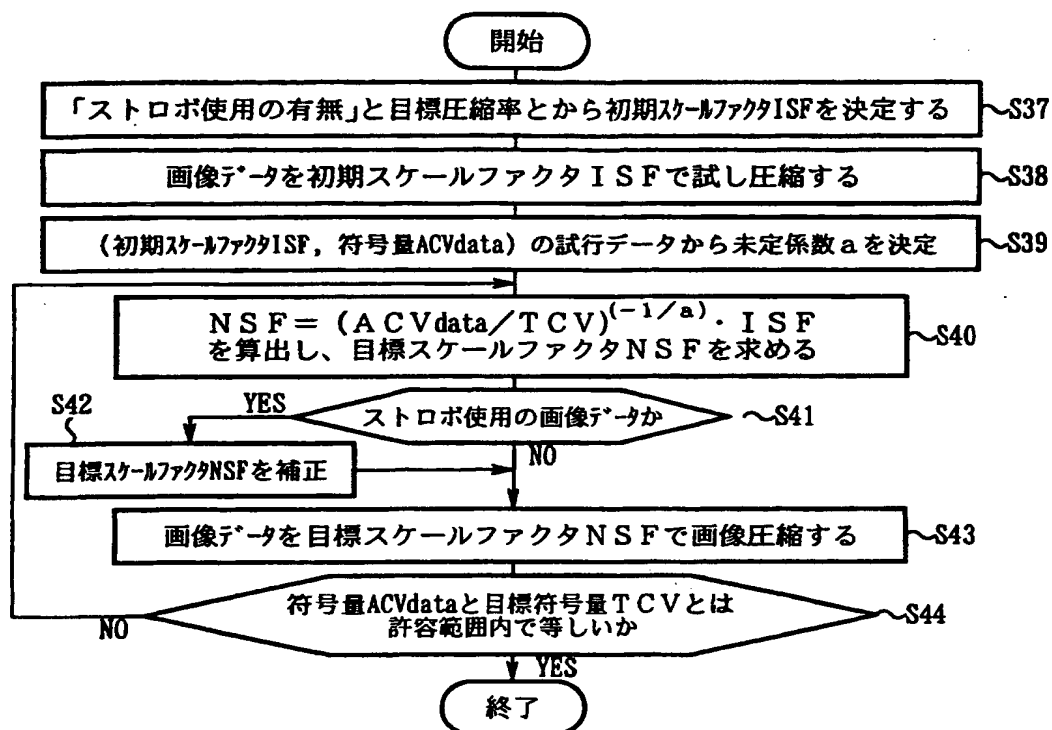 開始
「ストロボ使用の有無」と目標圧縮率とから初期スケールファクタISFを決定する
S37
画像データを初期スケールファクタISFで試し圧縮する
S38
(初期スケールファクタISF, 符号量ACVdata)の試行データから未定係数aを決定
S39
NSF=(ACVdata/TCV)^(-1/a)・ISF
を算出し、目標スケールファクタNSFを求める
S40
ストロボ使用の画像データか
S41
YES
S42
NO
目標スケールファクタNSFを補正
画像データを目標スケールファクタNSFで画像圧縮する
S43
符号量ACVdataと目標符号量TCVとは
許容範囲内で等しいか
S44
NO
YES
終了